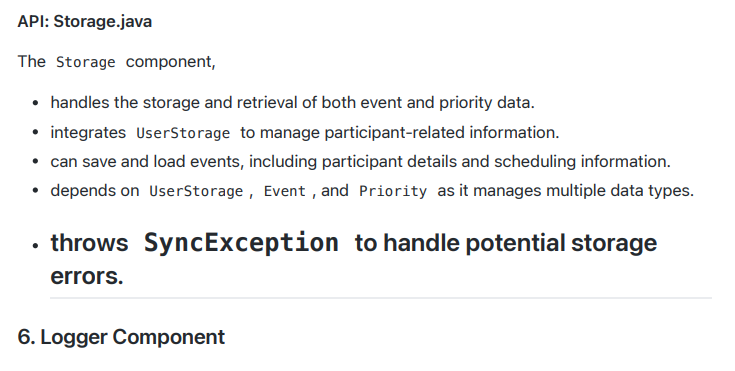 API: Storage.java
The Storage component,
• handles the storage and retrieval of both event and priority data.
• integrates UserStorage to manage participant-related information.
• can save and load events, including participant details and scheduling information.
• depends on UserStorage, Event, and Priority as it manages multiple data types.
• throws SyncException to handle potential storage
errors.
6. Logger Component